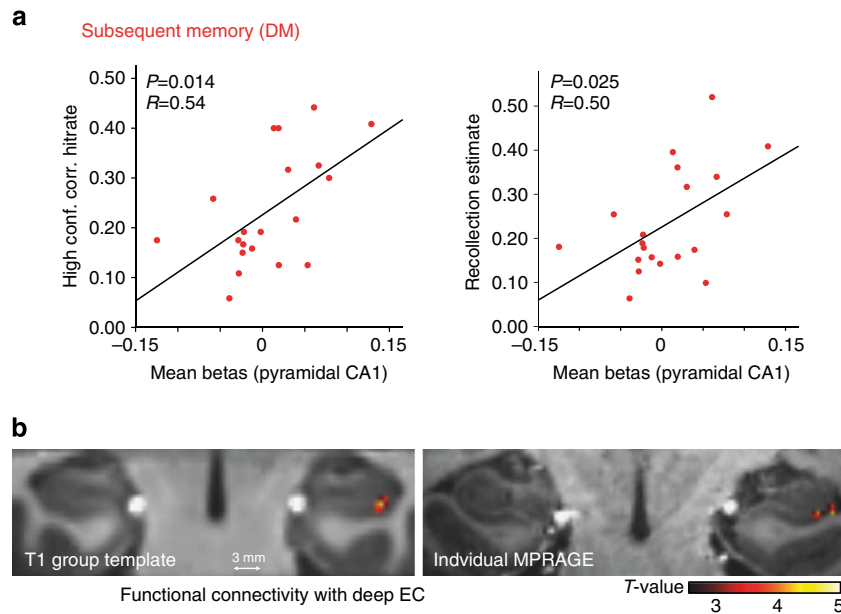 a
Subsequent memory (DM)
P=0.014
R=0.54
High conf. corr. hitrate
0.50
0.40
0.30
0.20
0.10
0.00
−0.15
0
0.15
Mean betas (pyramidal CA1)
P=0.025
R=0.50
Recollection estimate
0.50
0.40
0.30
0.20
0.10
0.00
−0.15
0
0.15
Mean betas (pyramidal CA1)
b
T1 group template
3 mm
Indvidual MPRAGE
Functional connectivity with deep EC
T-value
3
4
5